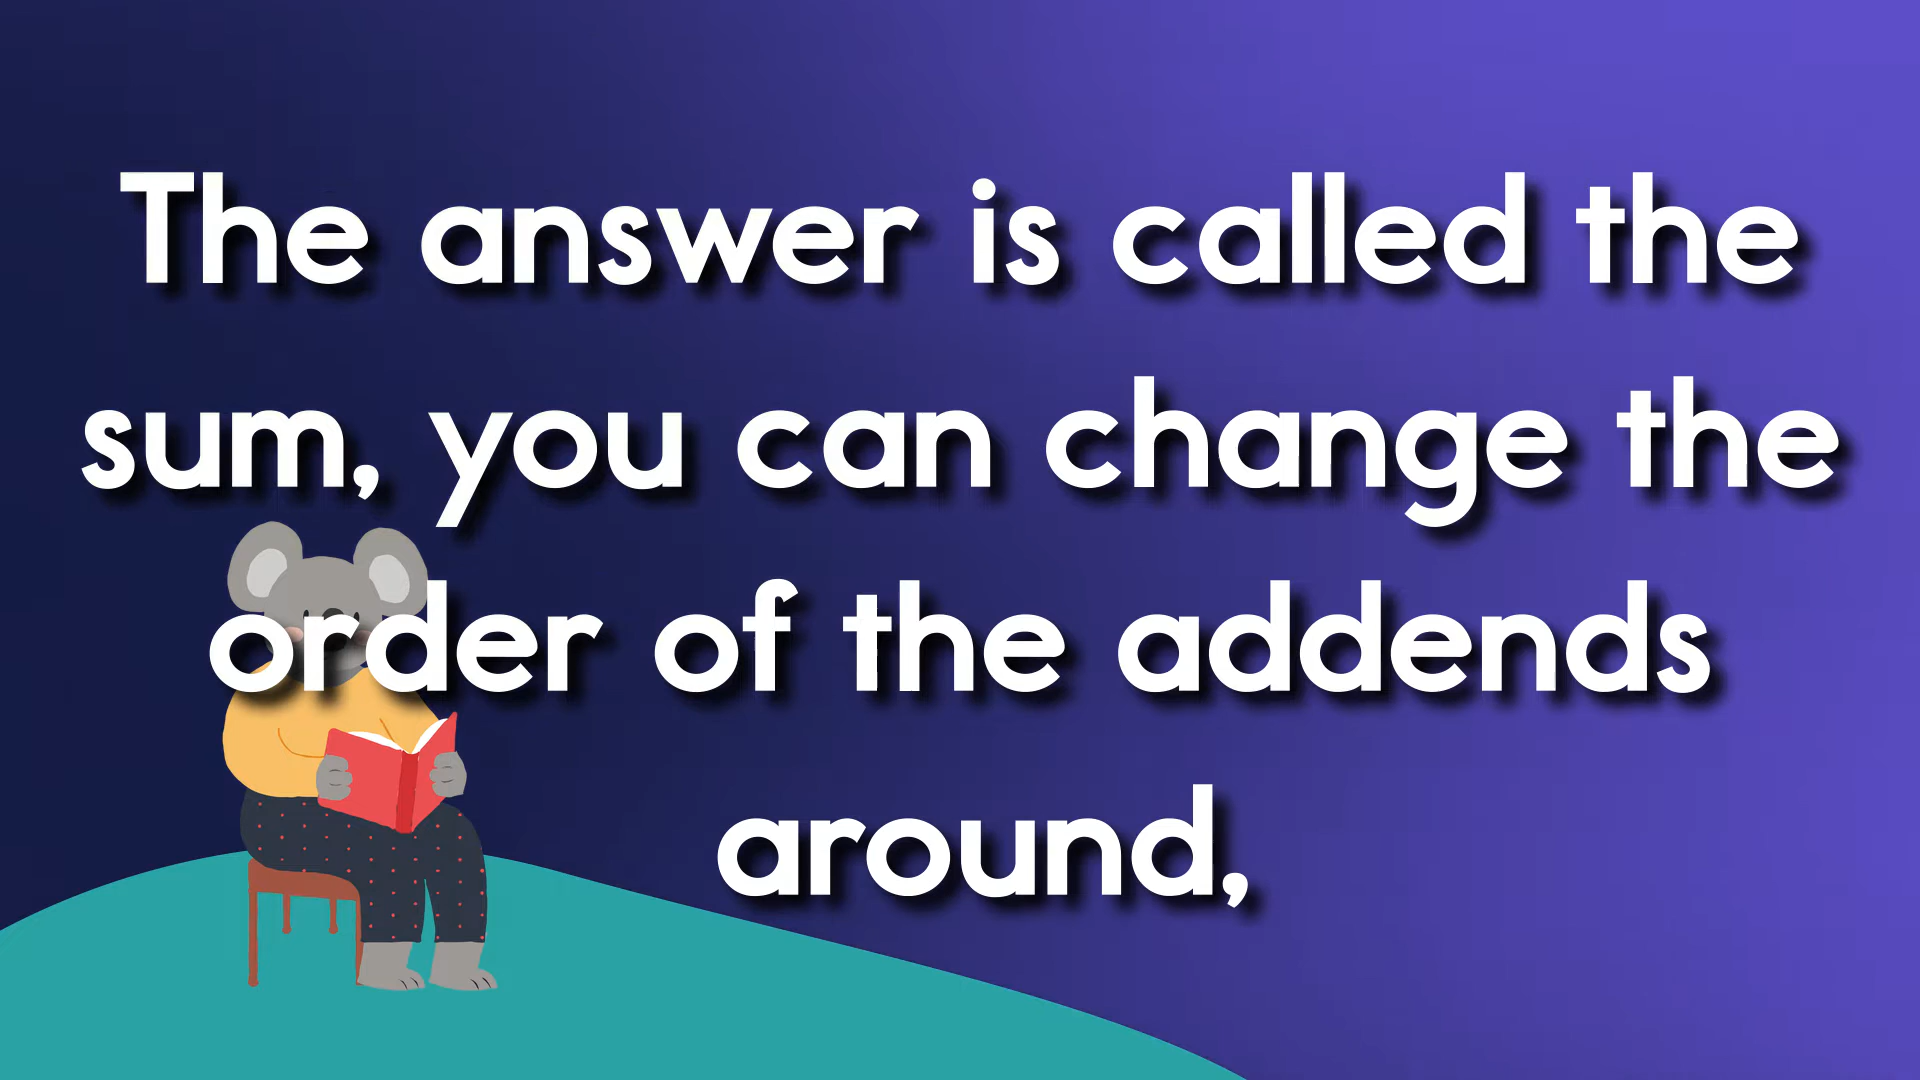 The answer is called the
sum, you can change the
order of the addends
around,